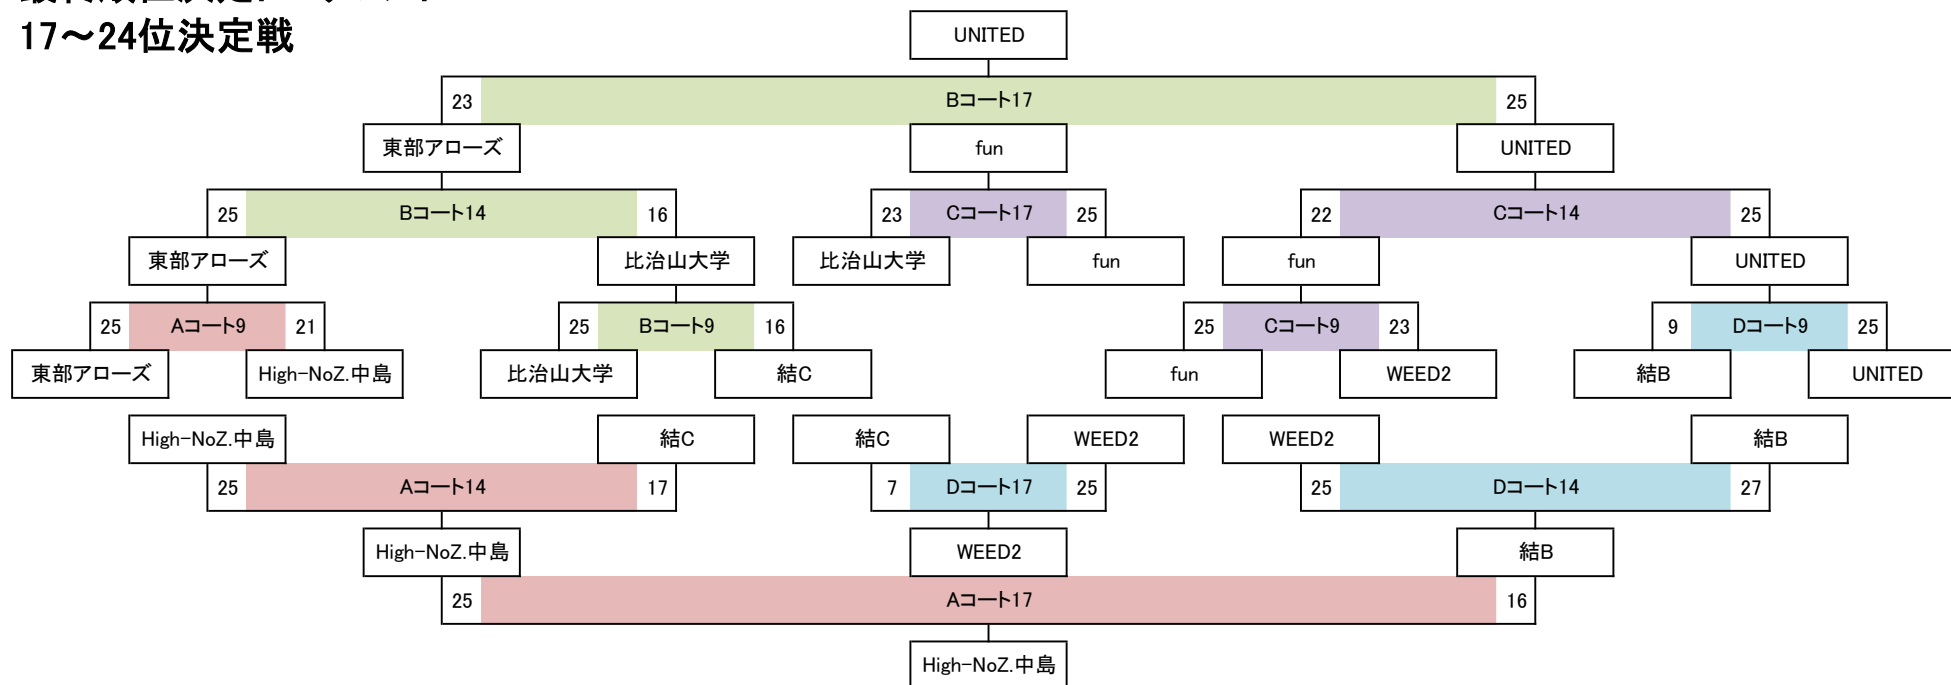 17～24位決定戦
UNITED
23 Bコート17 25
東部アローズ fun UNITED
25 Bコート14 16 23 Cコート17 25 22 Cコート14 25
東部アローズ 比治山大学 比治山大学 fun fun UNITED
25 Aコート9 21 25 Bコート9 16 25 Cコート9 23 9 Dコート9 25
東部アローズ High-NoZ.中島 比治山大学 結C fun WEED2 結B UNITED
High-NoZ.中島 結C 結C WEED2 WEED2 結B
25 Aコート14 17 7 Dコート17 25 25 Dコート14 27
High-NoZ.中島 WEED2 結B
25 Aコート17 16
High-NoZ.中島